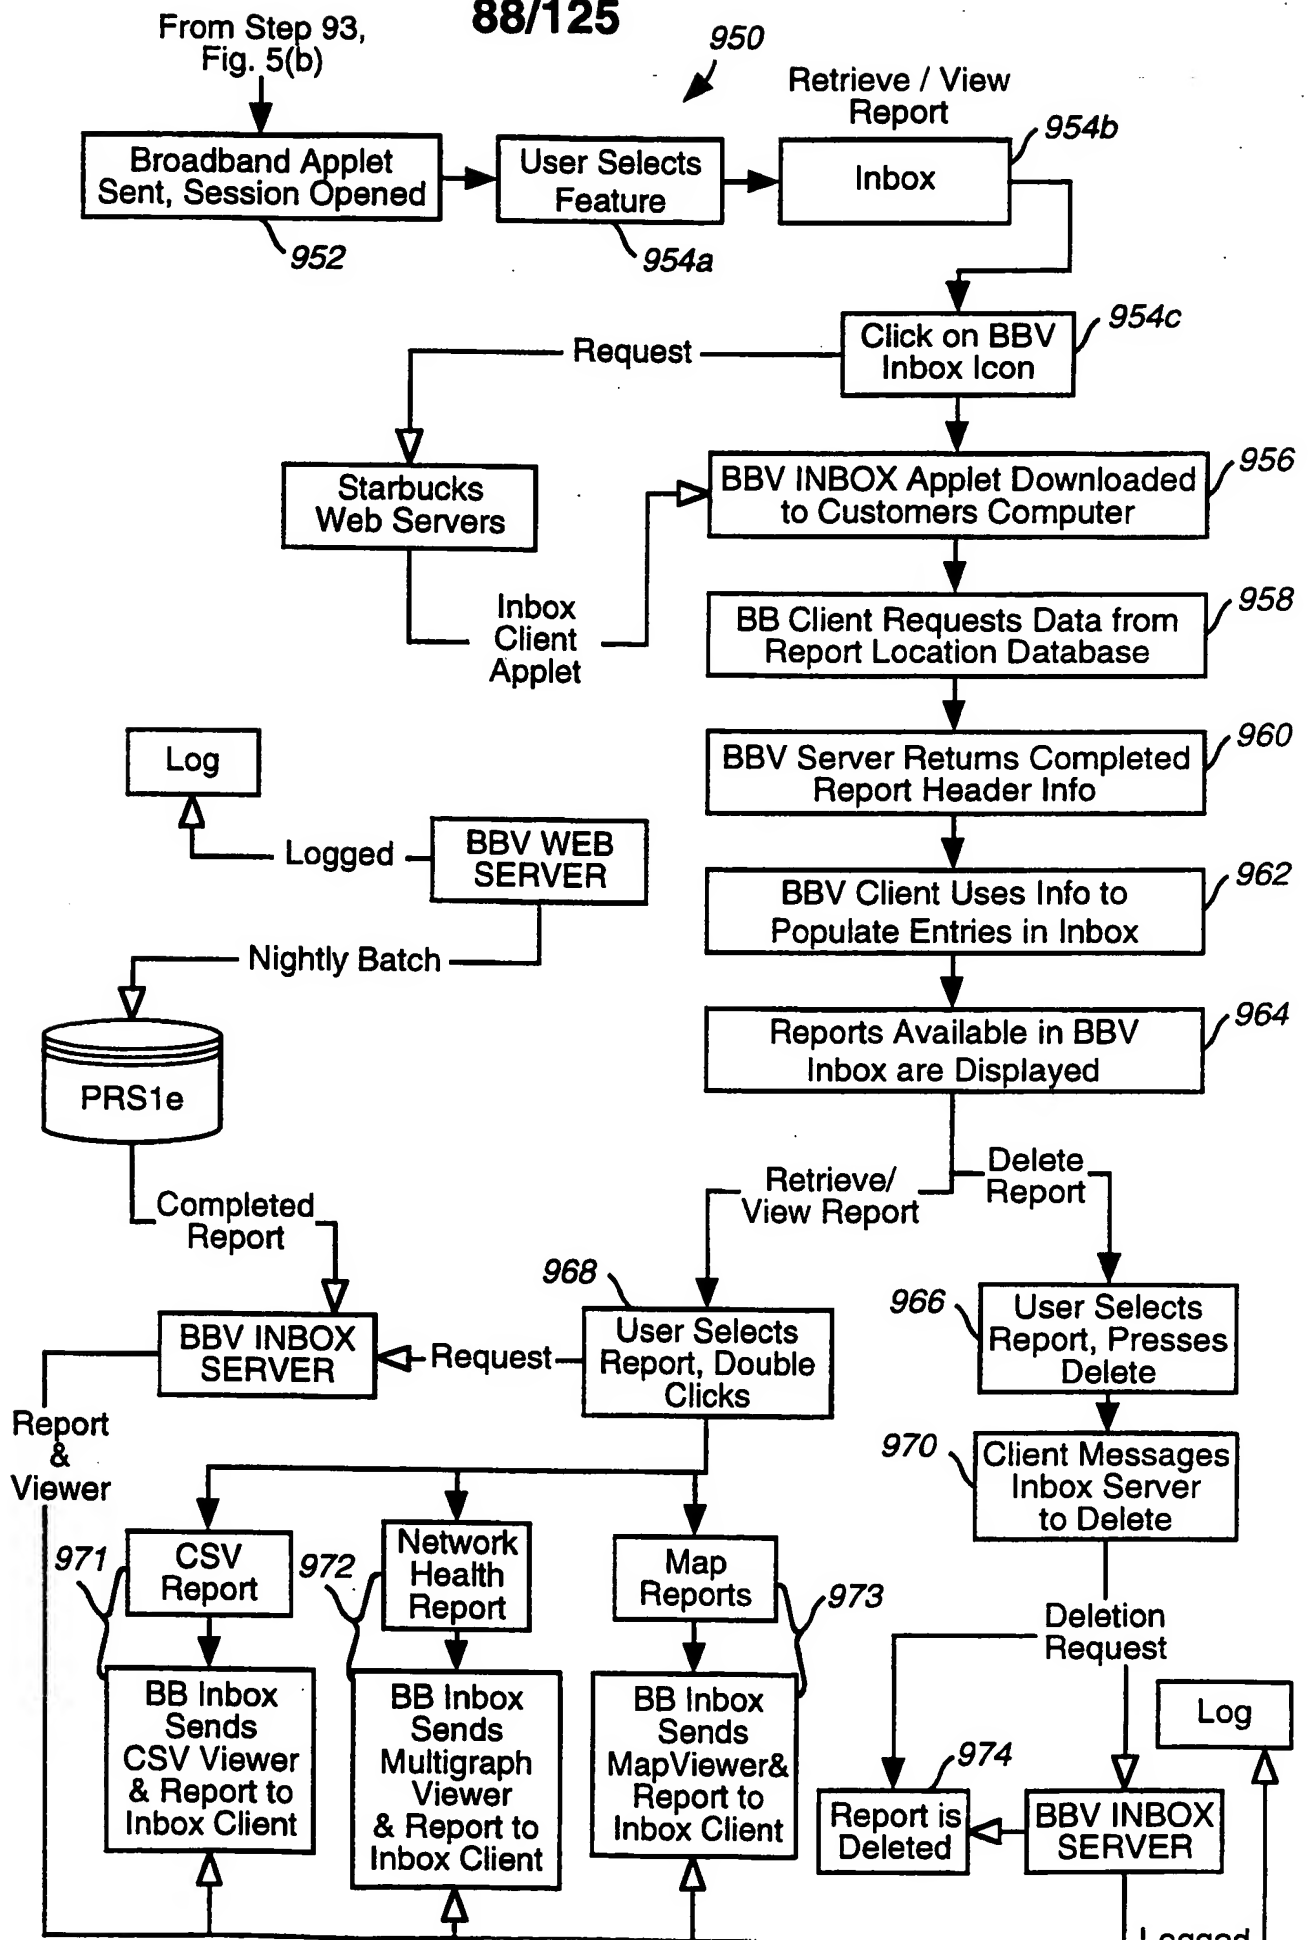 88/125
From Step 93,
Fig. 5(b)
950
Retrieve / View
Report
954b
Broadband Applet
Sent, Session Opened
952
User Selects
Feature
954a
Inbox
Click on BBV
Inbox Icon
954c
Request
Starbucks
Web Servers
BBV INBOX Applet Downloaded
to Customers Computer
956
Inbox
Client
Applet
BB Client Requests Data from
Report Location Database
958
BBV Server Returns Completed
Report Header Info
960
Log
Logged
BBV WEB
SERVER
BBV Client Uses Info to
Populate Entries in Inbox
962
Nightly Batch
Reports Available in BBV
Inbox are Displayed
964
PRS1e
Completed
Report
Retrieve/
View Report
Delete
Report
968
966
BBV INBOX
SERVER
Request
User Selects
Report, Double
Clicks
User Selects
Report, Presses
Delete
Report
&
Viewer
970
Client Messages
Inbox Server
to Delete
971
CSV
Report
972
Network
Health
Report
Map
Reports
973
Deletion
Request
BB Inbox
Sends
CSV Viewer
& Report to
Inbox Client
BB Inbox
Sends
Multigraph
Viewer
& Report to
Inbox Client
BB Inbox
Sends
MapViewer&
Report to
Inbox Client
Log
974
Report is
Deleted
BBV INBOX
SERVER
Logged